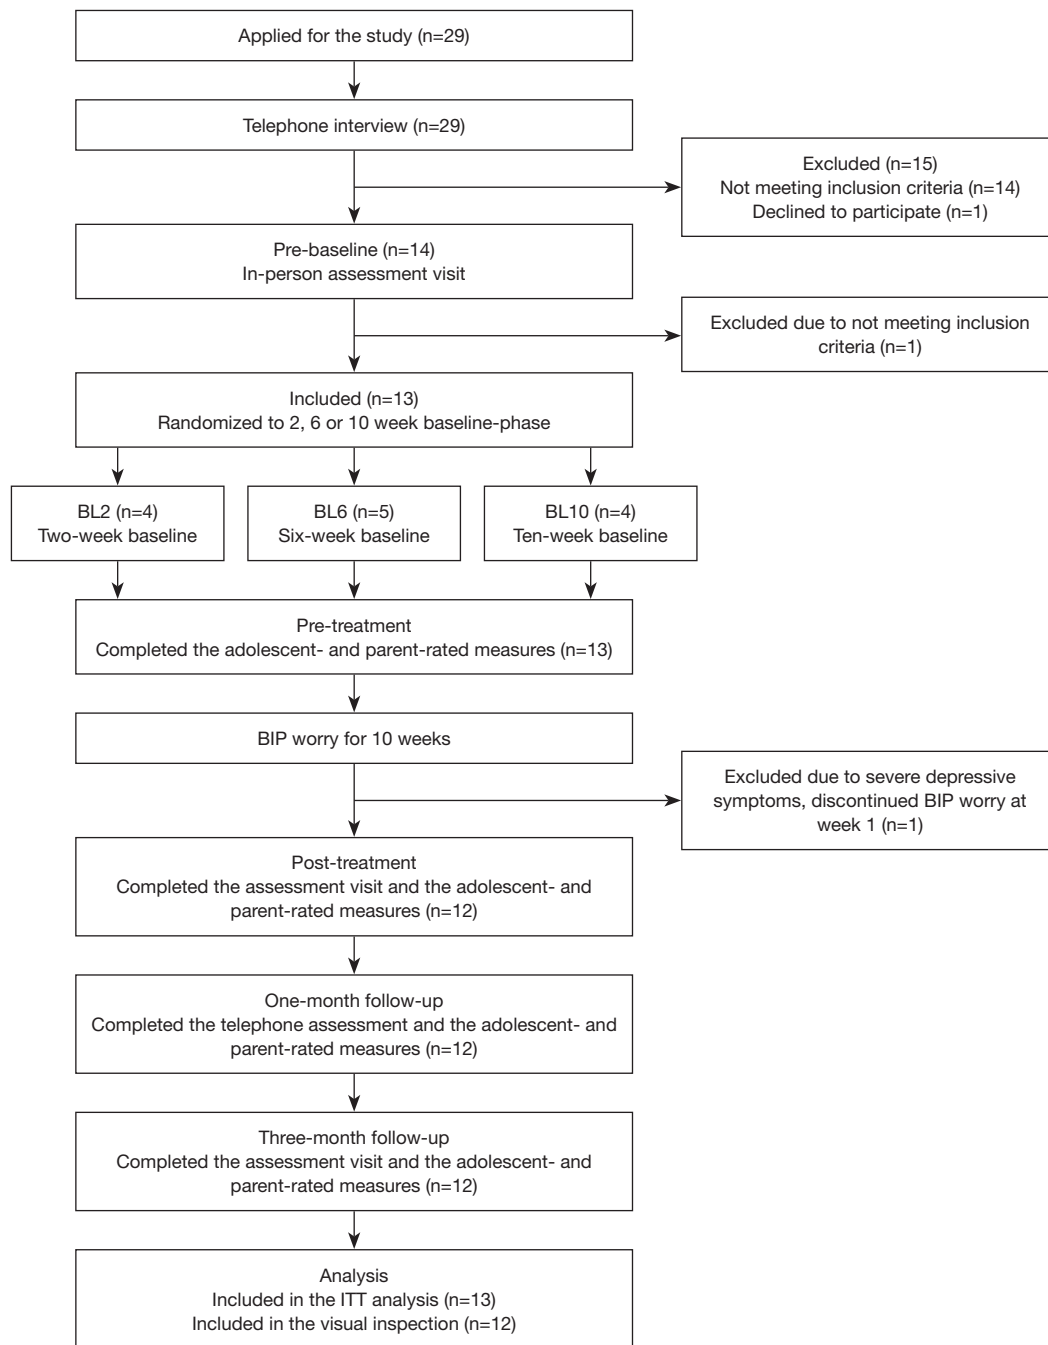 Applied for the study (n=29)
Telephone interview (n=29)
Excluded (n=15)
Not meeting inclusion criteria (n=14)
Declined to participate (n=1)
Pre-baseline (n=14)
In-person assessment visit
Excluded due to not meeting inclusion
criteria (n=1)
Included (n=13)
Randomized to 2, 6 or 10 week baseline-phase
BL2 (n=4)
Two-week baseline
BL6 (n=5)
Six-week baseline
BL10 (n=4)
Ten-week baseline
Pre-treatment
Completed the adolescent- and parent-rated measures (n=13)
BIP worry for 10 weeks
Excluded due to severe depressive
symptoms, discontinued BIP worry at
week 1 (n=1)
Post-treatment
Completed the assessment visit and the adolescent- and
parent-rated measures (n=12)
One-month follow-up
Completed the telephone assessment and the adolescent- and
parent-rated measures (n=12)
Three-month follow-up
Completed the assessment visit and the adolescent- and
parent-rated measures (n=12)
Analysis
Included in the ITT analysis (n=13)
Included in the visual inspection (n=12)